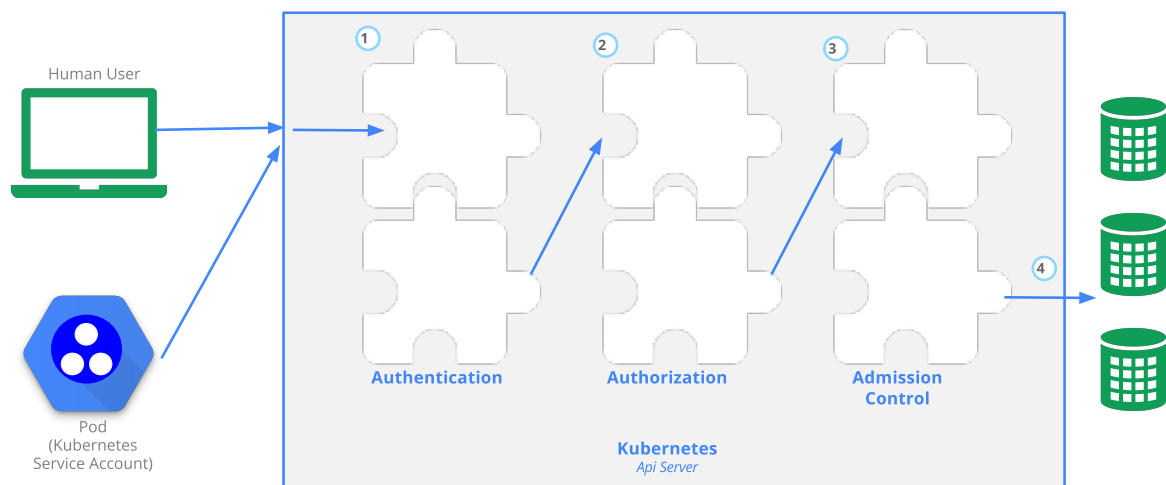 1
2
3
Human User
4
Authentication
Authorization
Admission
Control
Pod
(Kubernetes
Service Account)
Kubernetes
Api Server